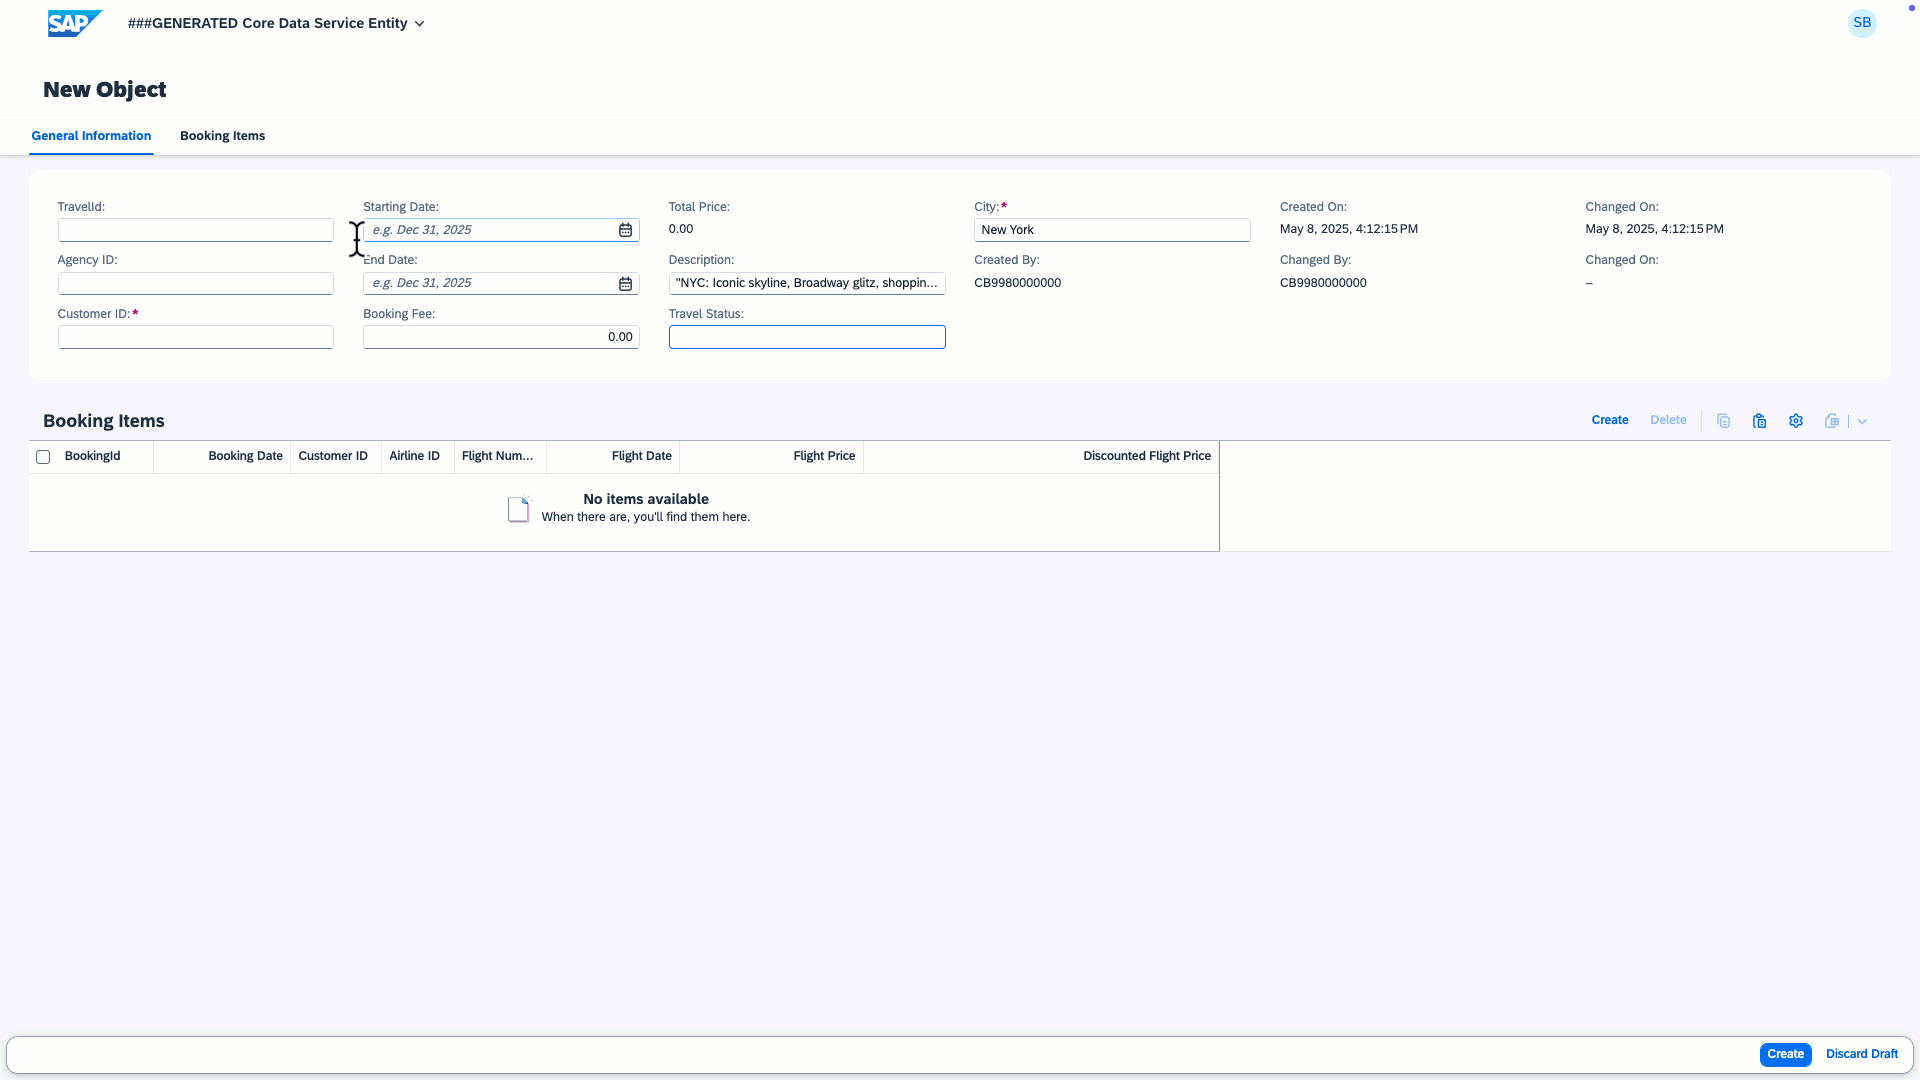 SAP ###GENERATED Core Data Service Entity SB
New Object
General Information Booking Items
TravelId: Starting Date: Total Price: City:* Created On: Changed On:
e.g. Dec 31, 2025 0.00 New York May 8, 2025, 4:12:15 PM May 8, 2025, 4:12:15 PM
Agency ID: End Date: Description: Created By: Changed By: Changed On:
e.g. Dec 31, 2025 "NYC: Iconic skyline, Broadway glitz, shoppin... CB9980000000 CB9980000000 –
Customer ID:* Booking Fee: Travel Status:
0.00
Booking Items Create Delete
BookingId Booking Date Customer ID Airline ID Flight Num... Flight Date Flight Price Discounted Flight Price
No items available
When there are, you'll find them here.
Create Discard Draft